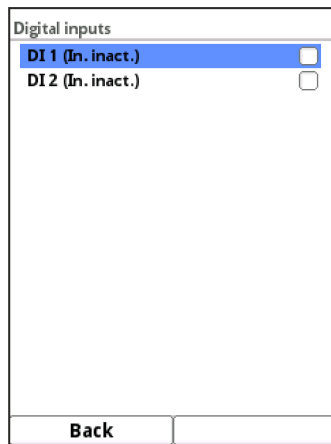 Digital inputs
DI 1 (In. inact.)
DI 2 (In. inact.)
Back